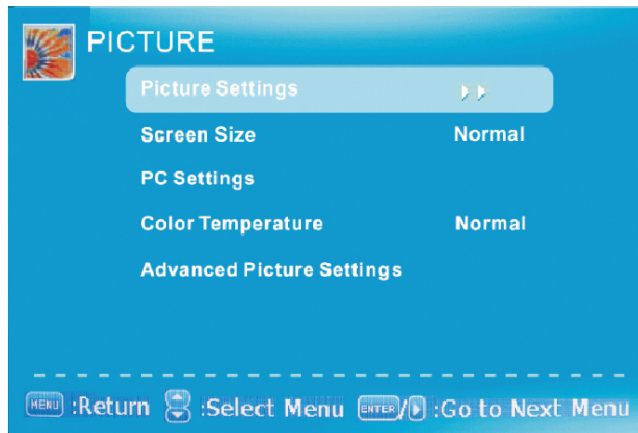 PICTURE
Picture Settings
Screen Size Normal
PC Settings
Color Temperature Normal
Advanced Picture Settings
MENU :Return :Select Menu ENTER/ :Go to Next Menu